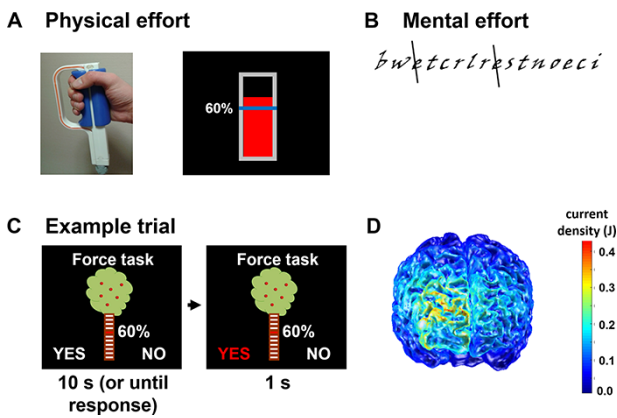 A Physical effort
60%
B Mental effort
bwetcrlrestnoeci
C Example trial
Force task
60%
YES NO
10 s (or until
response)
Force task
60%
YES NO
1 s
D
current
density (J)
0.4
0.3
0.2
0.1
0.0